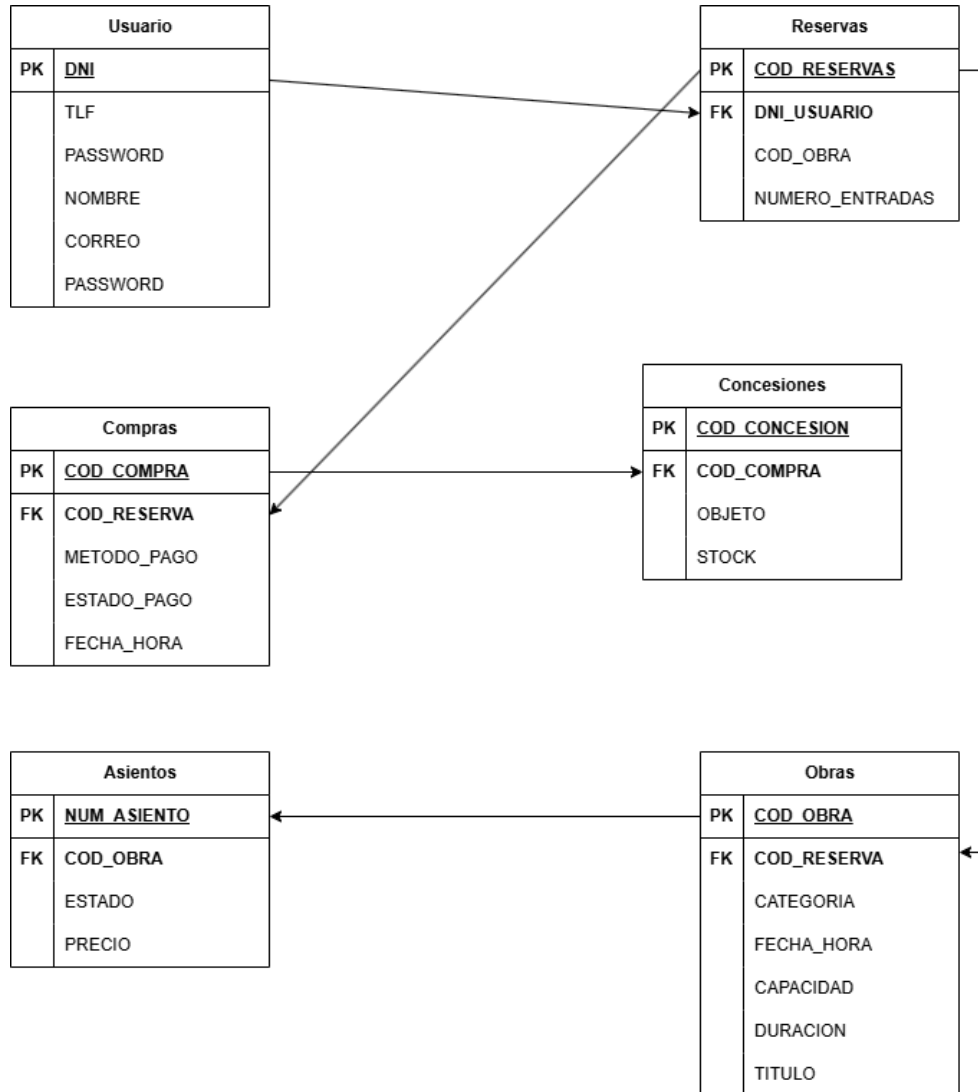 Usuario
PK DNI
TLF
PASSWORD
NOMBRE
CORREO
PASSWORD
Reservas
PK COD_RESERVAS
FK DNI_USUARIO
COD_OBRA
NUMERO_ENTRADAS
Compras
PK COD_COMPRA
FK COD_RESERVA
METODO_PAGO
ESTADO_PAGO
FECHA_HORA
Concesiones
PK COD_CONCESION
FK COD_COMPRA
OBJETO
STOCK
Asientos
PK NUM_ASIENTO
FK COD_OBRA
ESTADO
PRECIO
Obras
PK COD_OBRA
FK COD_RESERVA
CATEGORIA
FECHA_HORA
CAPACIDAD
DURACION
TITULO